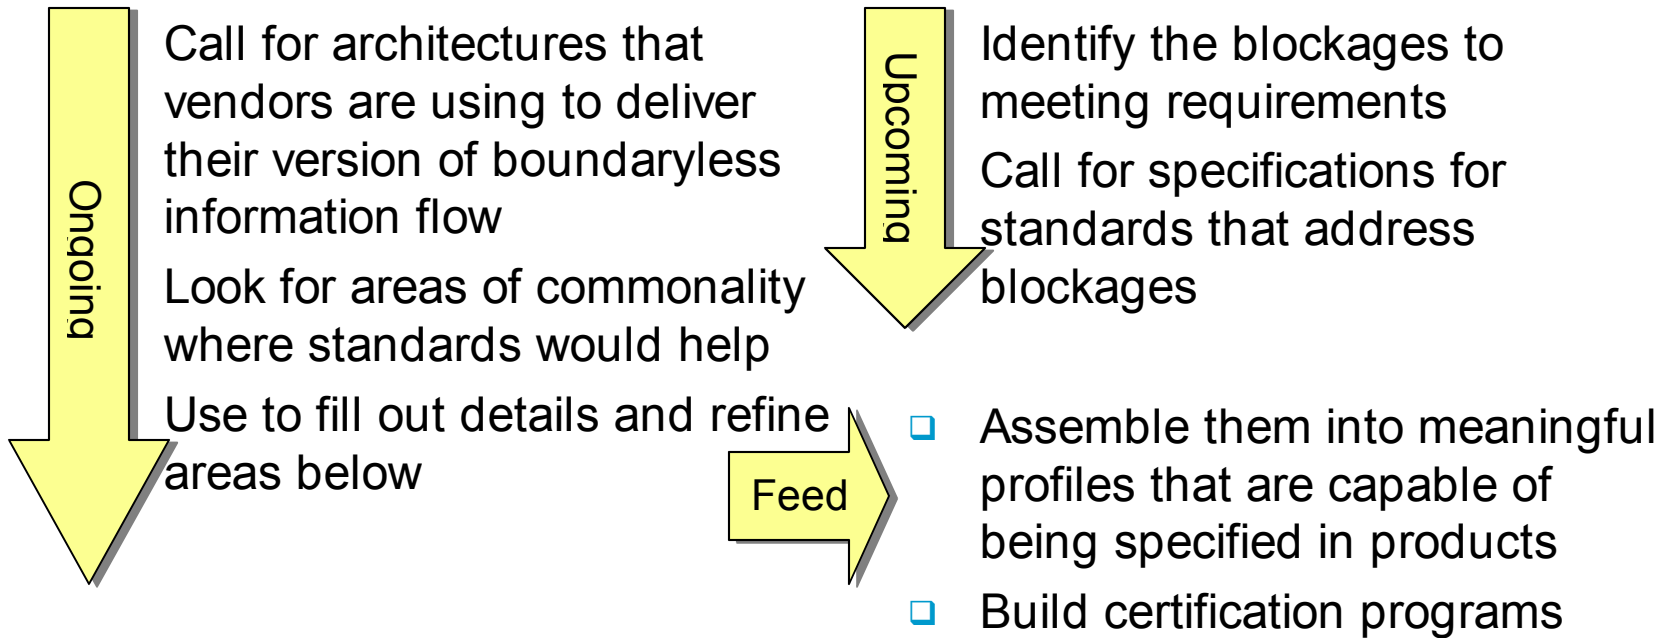 Ongoing
Call for architectures that
vendors are using to deliver
their version of boundaryless
information flow
Look for areas of commonality
where standards would help
Use to fill out details and refine
areas below
Feed
Upcoming
Identify the blockages to
meeting requirements
Call for specifications for
standards that address
blockages
Assemble them into meaningful
profiles that are capable of
being specified in products
Build certification programs